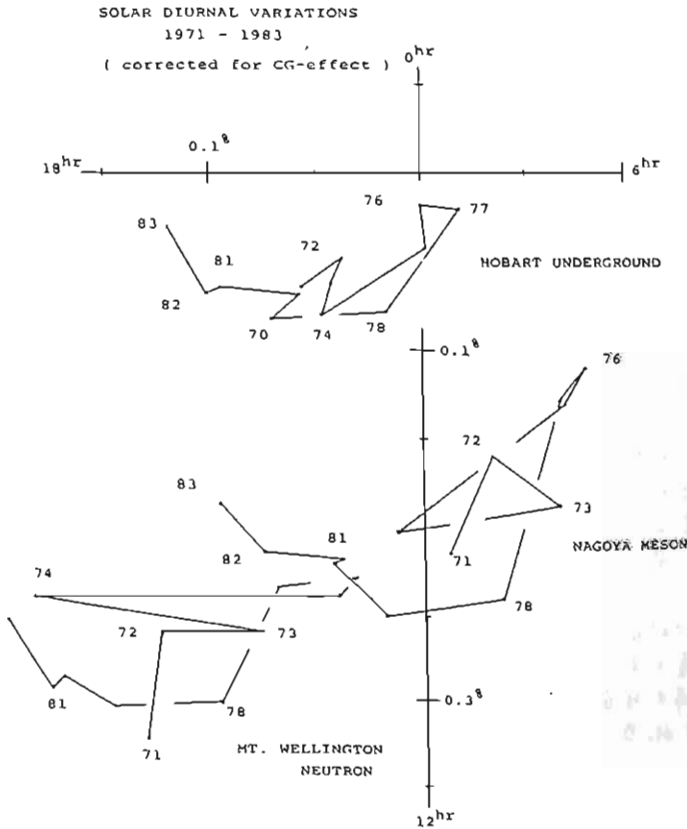 SOLAR DIURNAL VARIATIONS
1971 - 1983
( corrected for CG-effect )
0hr
0.1%
18hr
6hr
76
77
83
72
81
HOBART UNDERGROUND
82
70
74
78
0.1%
76
72
83
73
81
82
71
NAGOYA MESON
74
78
72
73
81
78
0.3%
71
MT. WELLINGTON
NEUTRON
12hr